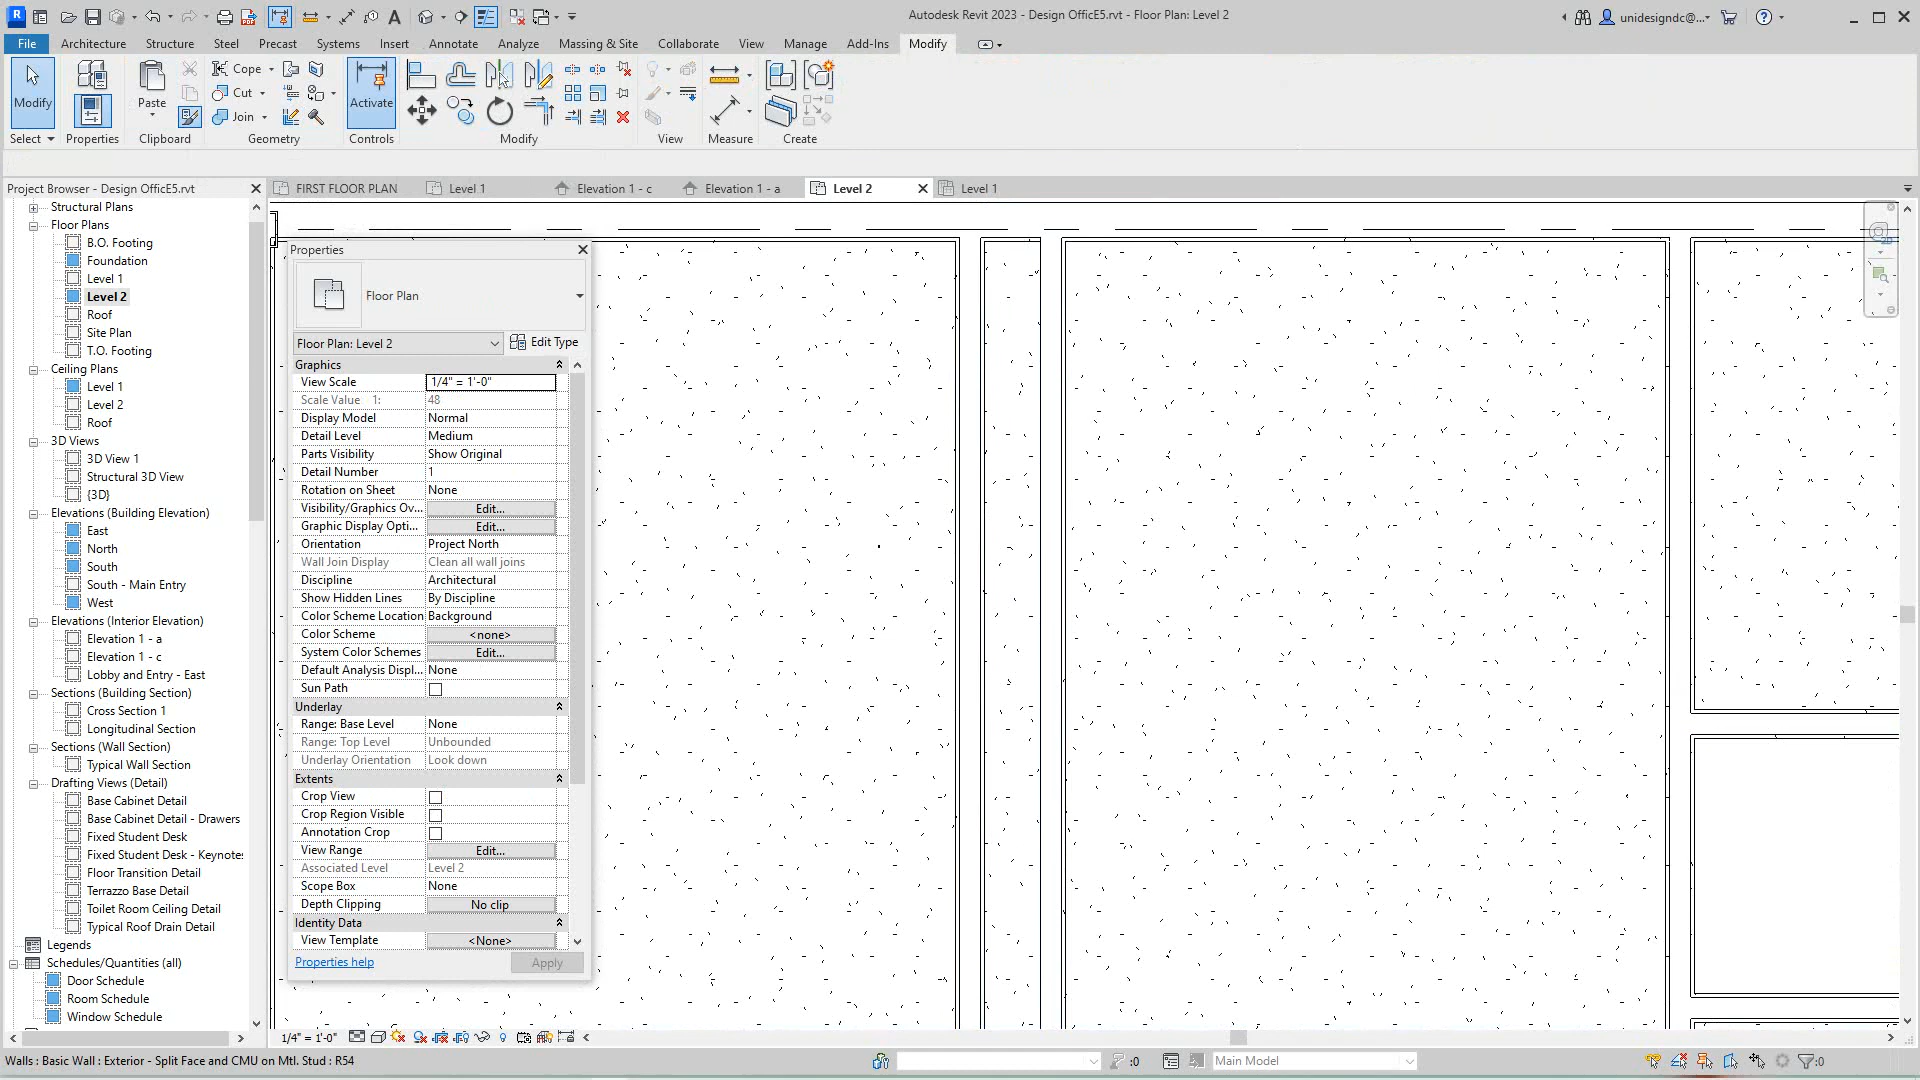 Autodesk Revit 2023 - Design OfficE5.rvt - Floor Plan: Level 2
unidesigndc@...
File Architecture Structure Steel Precast Systems Insert Annotate Analyze Massing & Site Collaborate View Manage Add-Ins Modify
Cope
Cut
Join
Modify
Paste
Activate
Select Properties Clipboard Geometry Controls Modify View Measure Create
Project Browser - Design OfficE5.rvt
FIRST FLOOR PLAN Level 1 Elevation 1 - c Elevation 1 - a Level 2 Level 1
Structural Plans
Floor Plans
B.O. Footing
Foundation
Level 1
Level 2
Roof
Site Plan
T.O. Footing
Ceiling Plans
Level 1
Level 2
Roof
3D Views
3D View 1
Structural 3D View
{3D}
Elevations (Building Elevation)
East
North
South
South - Main Entry
West
Elevations (Interior Elevation)
Elevation 1 - a
Elevation 1 - c
Lobby and Entry - East
Sections (Building Section)
Cross Section 1
Longitudinal Section
Sections (Wall Section)
Typical Wall Section
Drafting Views (Detail)
Base Cabinet Detail
Base Cabinet Detail - Drawers
Fixed Student Desk
Fixed Student Desk - Keynotes
Floor Transition Detail
Terrazzo Base Detail
Toilet Room Ceiling Detail
Typical Roof Drain Detail
Legends
Schedules/Quantities (all)
Door Schedule
Room Schedule
Window Schedule
Properties
Floor Plan
Floor Plan: Level 2 Edit Type
Graphics
View Scale 1/4" = 1'-0"
Scale Value 1: 48
Display Model Normal
Detail Level Medium
Parts Visibility Show Original
Detail Number 1
Rotation on Sheet None
Visibility/Graphics Ov... Edit...
Graphic Display Opti... Edit...
Orientation Project North
Wall Join Display Clean all wall joins
Discipline Architectural
Show Hidden Lines By Discipline
Color Scheme Location Background
Color Scheme <none>
System Color Schemes Edit...
Default Analysis Displ... None
Sun Path
Underlay
Range: Base Level None
Range: Top Level Unbounded
Underlay Orientation Look down
Extents
Crop View
Crop Region Visible
Annotation Crop
View Range Edit...
Associated Level Level 2
Scope Box None
Depth Clipping No clip
Identity Data
View Template <None>
Properties help Apply
1/4" = 1'-0"
Walls : Basic Wall : Exterior - Split Face and CMU on Mtl. Stud : R54 :0 Main Model :0